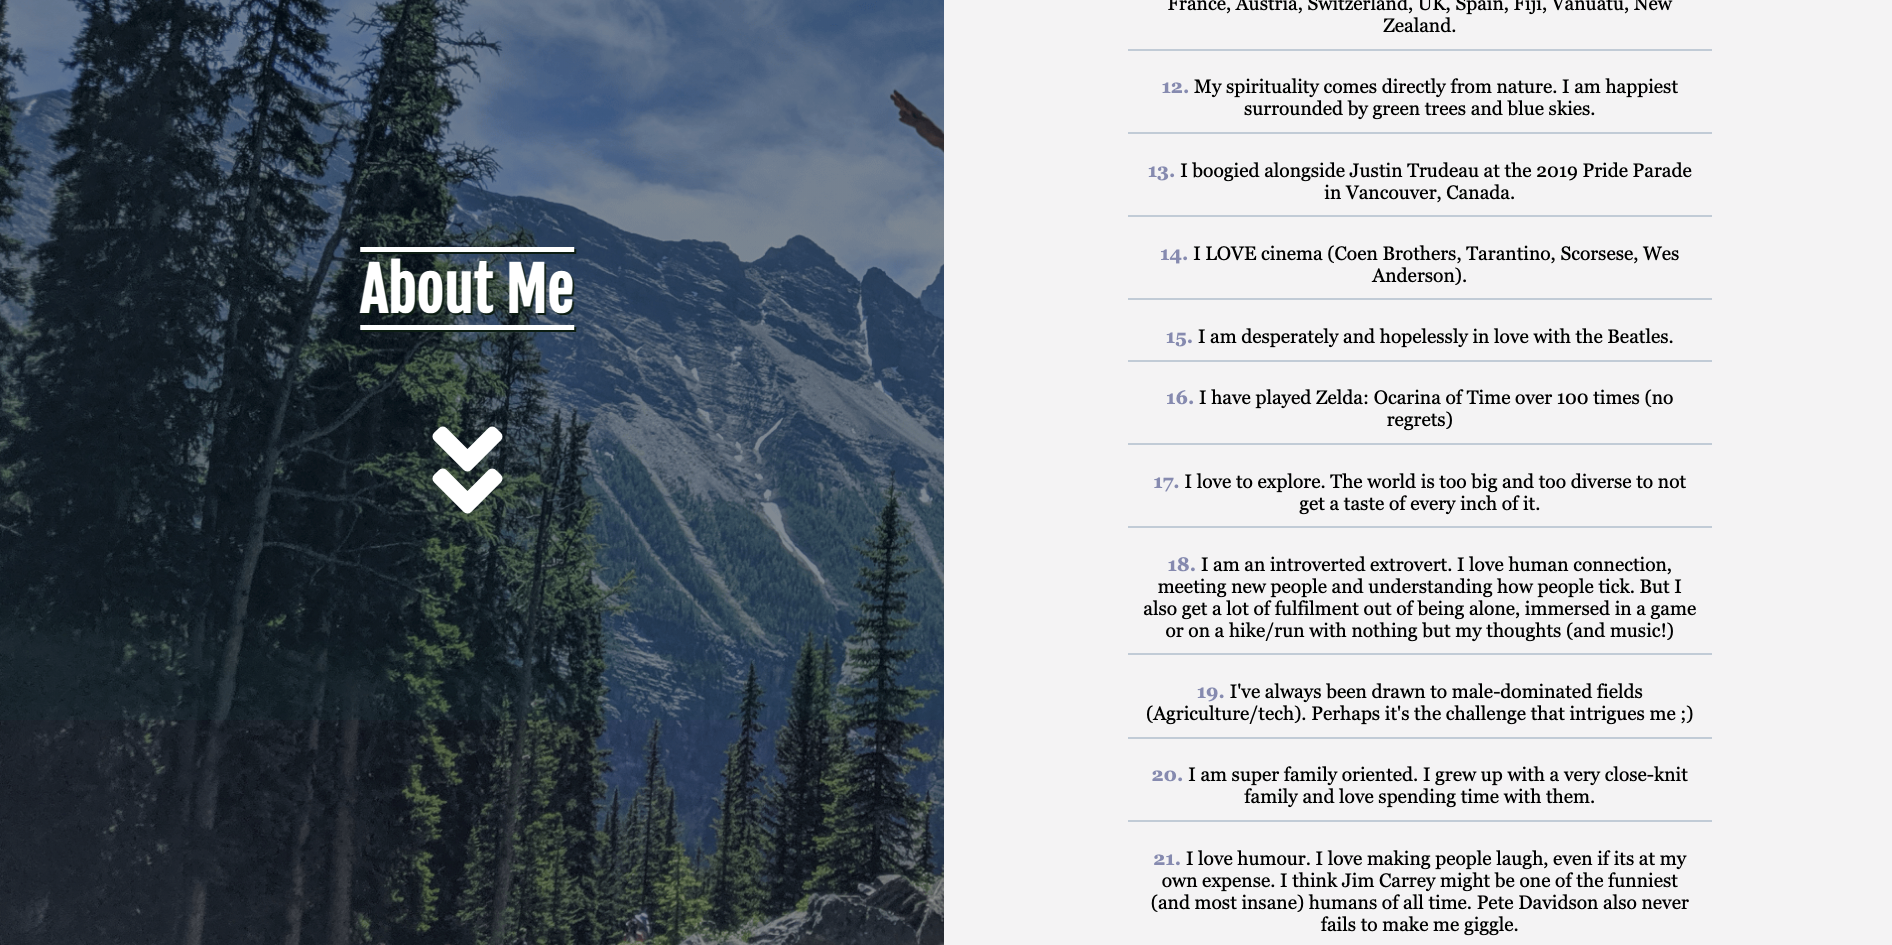 About Me
France, Austria, Switzerland, UK, Spain, Fiji, Vanuatu, New
Zealand.
12. My spirituality comes directly from nature. I am happiest
surrounded by green trees and blue skies.
13. I boogied alongside Justin Trudeau at the 2019 Pride Parade
in Vancouver, Canada.
14. I LOVE cinema (Coen Brothers, Tarantino, Scorsese, Wes
Anderson).
15. I am desperately and hopelessly in love with the Beatles.
16. I have played Zelda: Ocarina of Time over 100 times (no
regrets)
17. I love to explore. The world is too big and too diverse to not
get a taste of every inch of it.
18. I am an introverted extrovert. I love human connection,
meeting new people and understanding how people tick. But I
also get a lot of fulfilment out of being alone, immersed in a game
or on a hike/run with nothing but my thoughts (and music!)
19. I've always been drawn to male-dominated fields
(Agriculture/tech). Perhaps it's the challenge that intrigues me ;)
20. I am super family oriented. I grew up with a very close-knit
family and love spending time with them.
21. I love humour. I love making people laugh, even if its at my
own expense. I think Jim Carrey might be one of the funniest
(and most insane) humans of all time. Pete Davidson also never
fails to make me giggle.